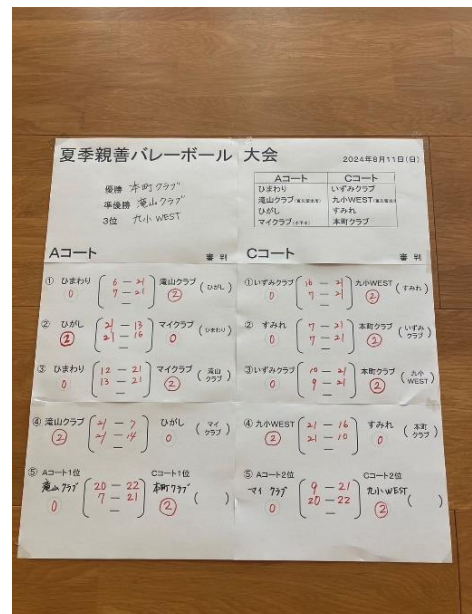 夏季親善バレーボール 大会
2024年8月11日(日)
優勝 本町クラブ
準優勝 滝山クラブ
3位 九小WEST
Aコート Cコート
ひまわり いずみクラブ
滝山クラブ 九小WEST
ひがし すみれ
マイクラブ 本町クラブ
Aコート 審判
① ひまわり 6 — 21 滝山クラブ (ひがし)
0 7 — 21 ②
—
② ひがし 21 — 13 マイクラブ (ひまわり)
② 21 — 16 0
—
③ ひまわり 12 — 21 マイクラブ (滝山クラブ)
0 13 — 21 ②
—
④ 滝山クラブ 21 — 7 ひがし (マイクラブ)
② 21 — 14 0
—
⑤ Aコート1位 Cコート1位
滝山クラブ 20 — 22 本町クラブ ( )
0 7 — 21 ②
—
Cコート 審判
①いずみクラブ 16 — 21 九小WEST (すみれ)
0 7 — 21 ②
—
② すみれ 7 — 21 本町クラブ (いずみクラブ)
0 7 — 21 ②
—
③いずみクラブ 10 — 21 本町クラブ (九小WEST)
0 9 — 21 ②
—
④ 九小WEST 21 — 16 すみれ (本町クラブ)
② 21 — 10 0
—
⑤ Aコート2位 Cコート2位
マイクラブ 9 — 21 九小WEST ( )
0 20 — 22 ②
—